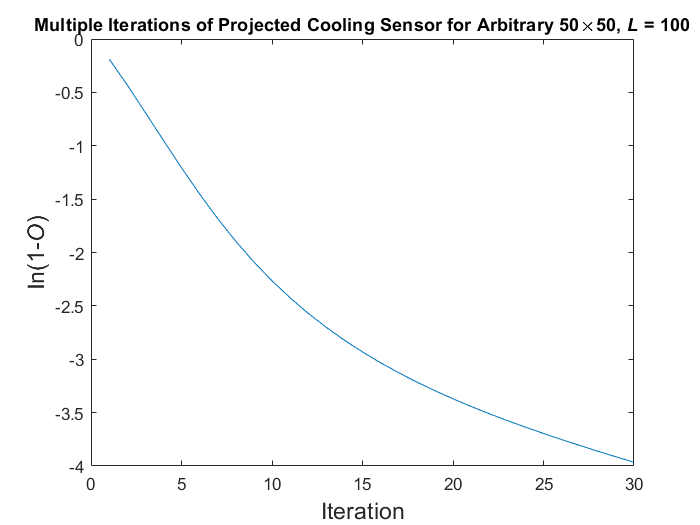 Multiple Iterations of Projected Cooling Sensor for Arbitrary 50×50, L = 100
0
-0.5
-1
-1.5
-2
-2.5
-3
-3.5
-4
ln(1-O)
0 5 10 15 20 25 30
Iteration